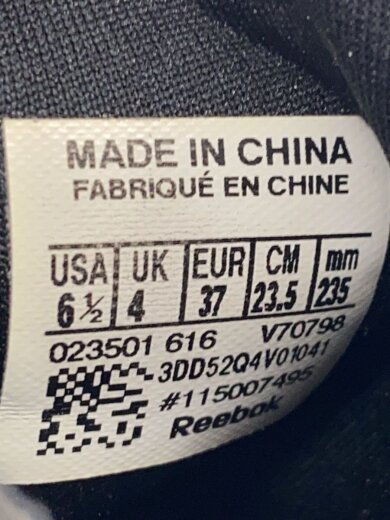 MADE IN CHINA
FABRIQUÉ EN CHINE
USA UK EUR CM mm
6 ½ 4 37 23.5 235
023501 616 V70798
3DD52Q4V01041
#115007495
Reebok